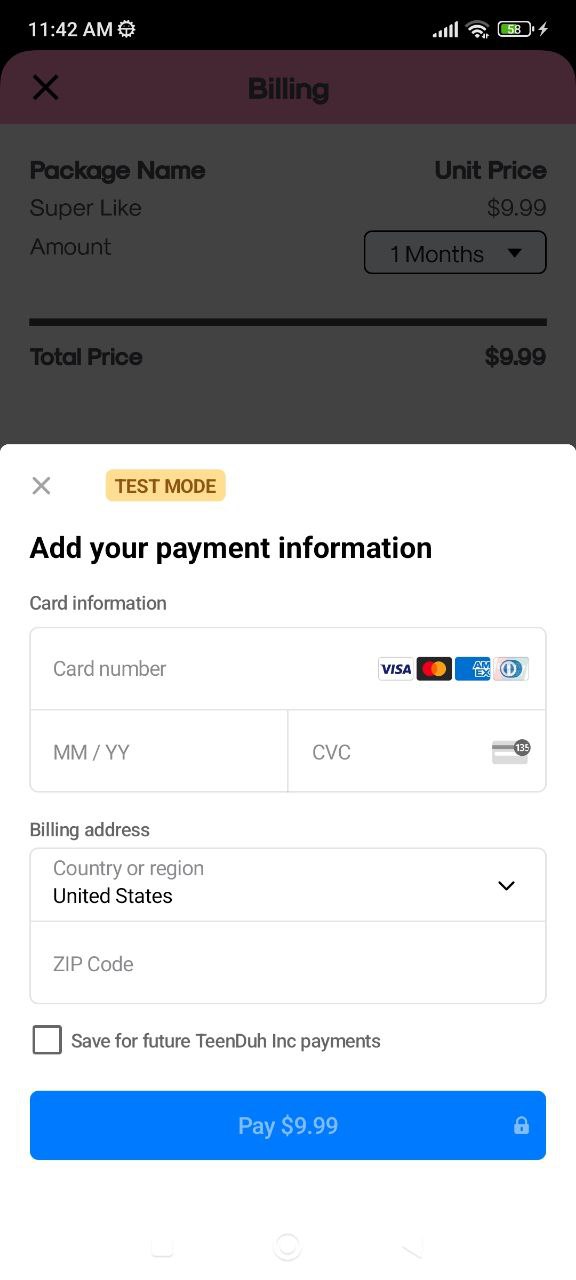 11:42 AM
58
Billing
Package Name Unit Price
Super Like $9.99
Amount 1 Months
Total Price $9.99
TEST MODE
Add your payment information
Card information
Card number VISA AM EX
MM / YY CVC 135
Billing address
Country or region
United States
ZIP Code
Save for future TeenDuh Inc payments
Pay $9.99